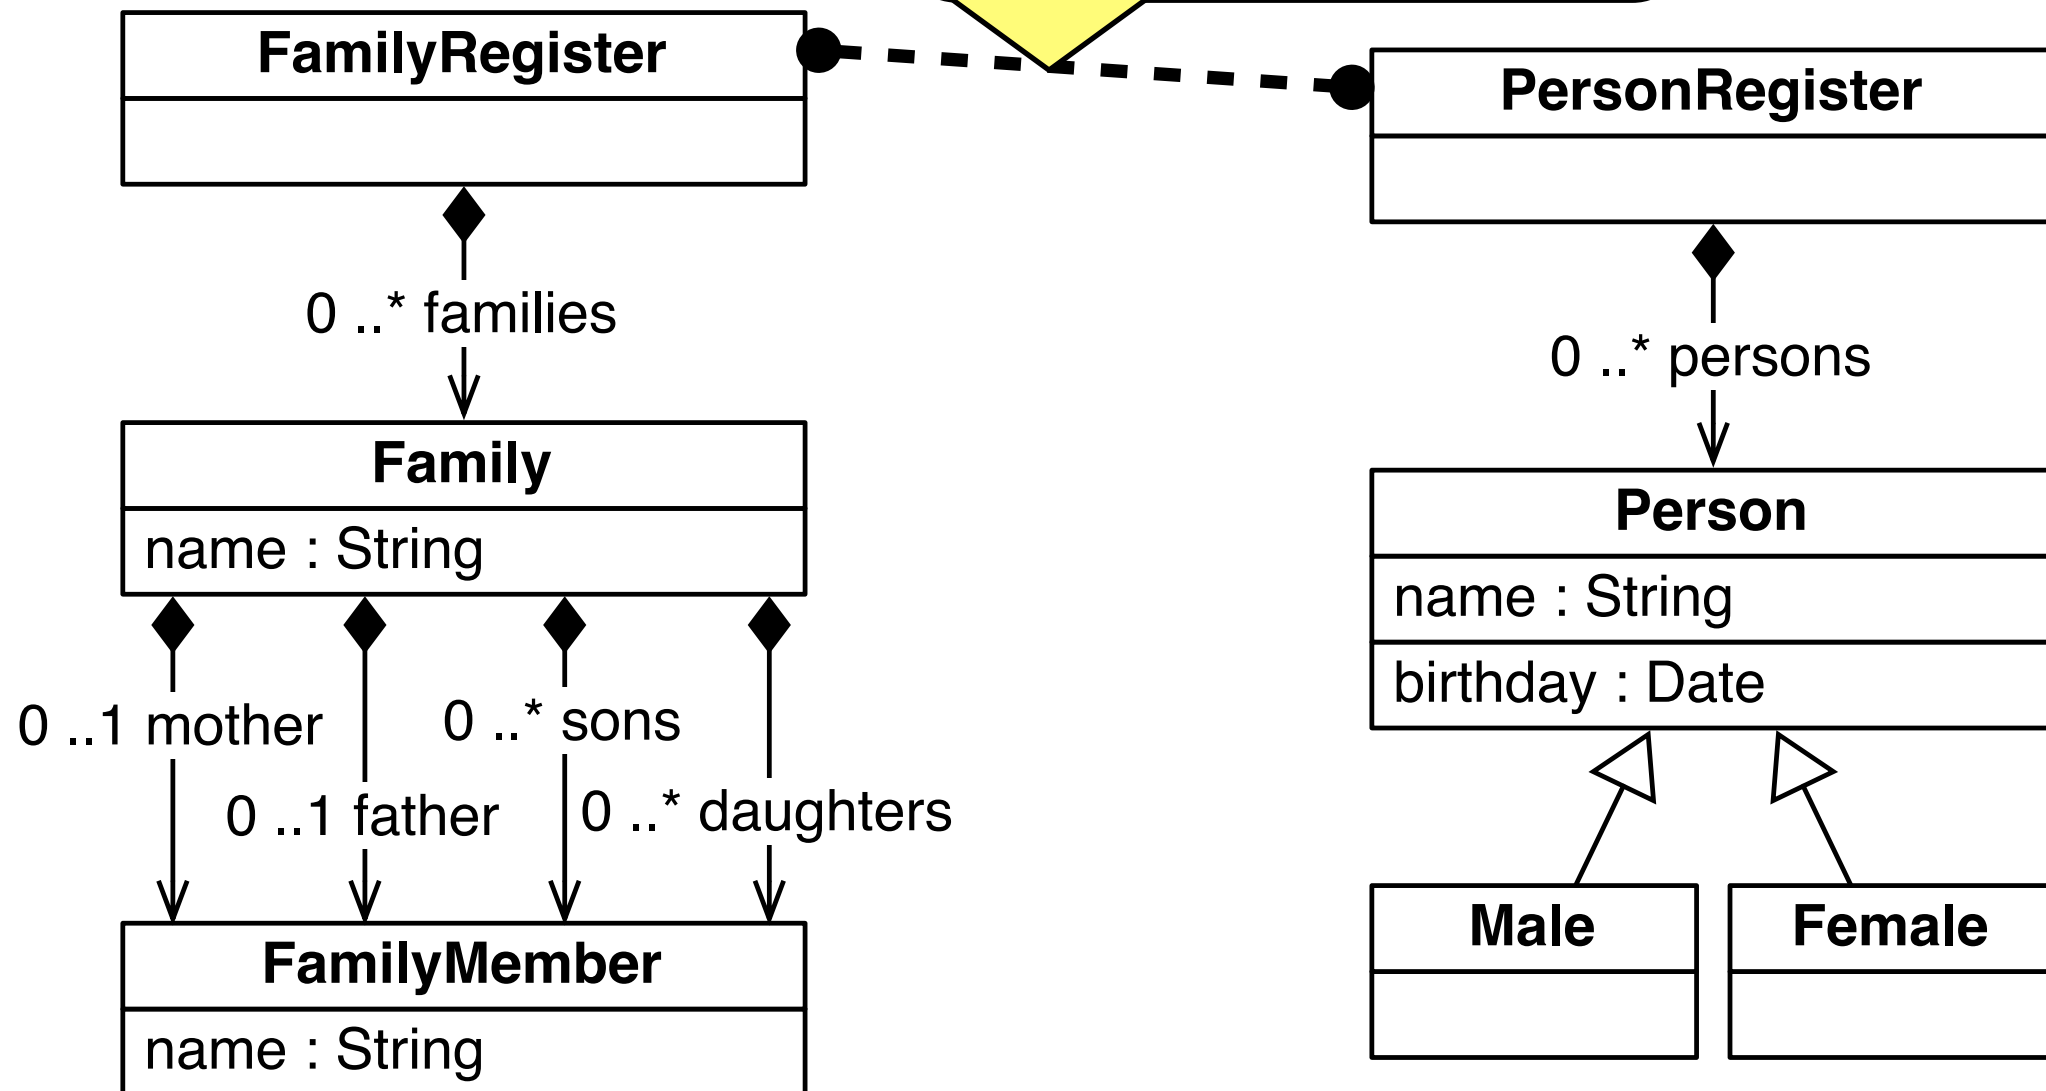 FamilyRegister
0 ..* families
Family
name : String
0 ..1 mother
0 ..1 father
0 ..* sons
0 ..* daughters
FamilyMember
name : String
PersonRegister
0 ..* persons
Person
name : String
birthday : Date
Male
Female